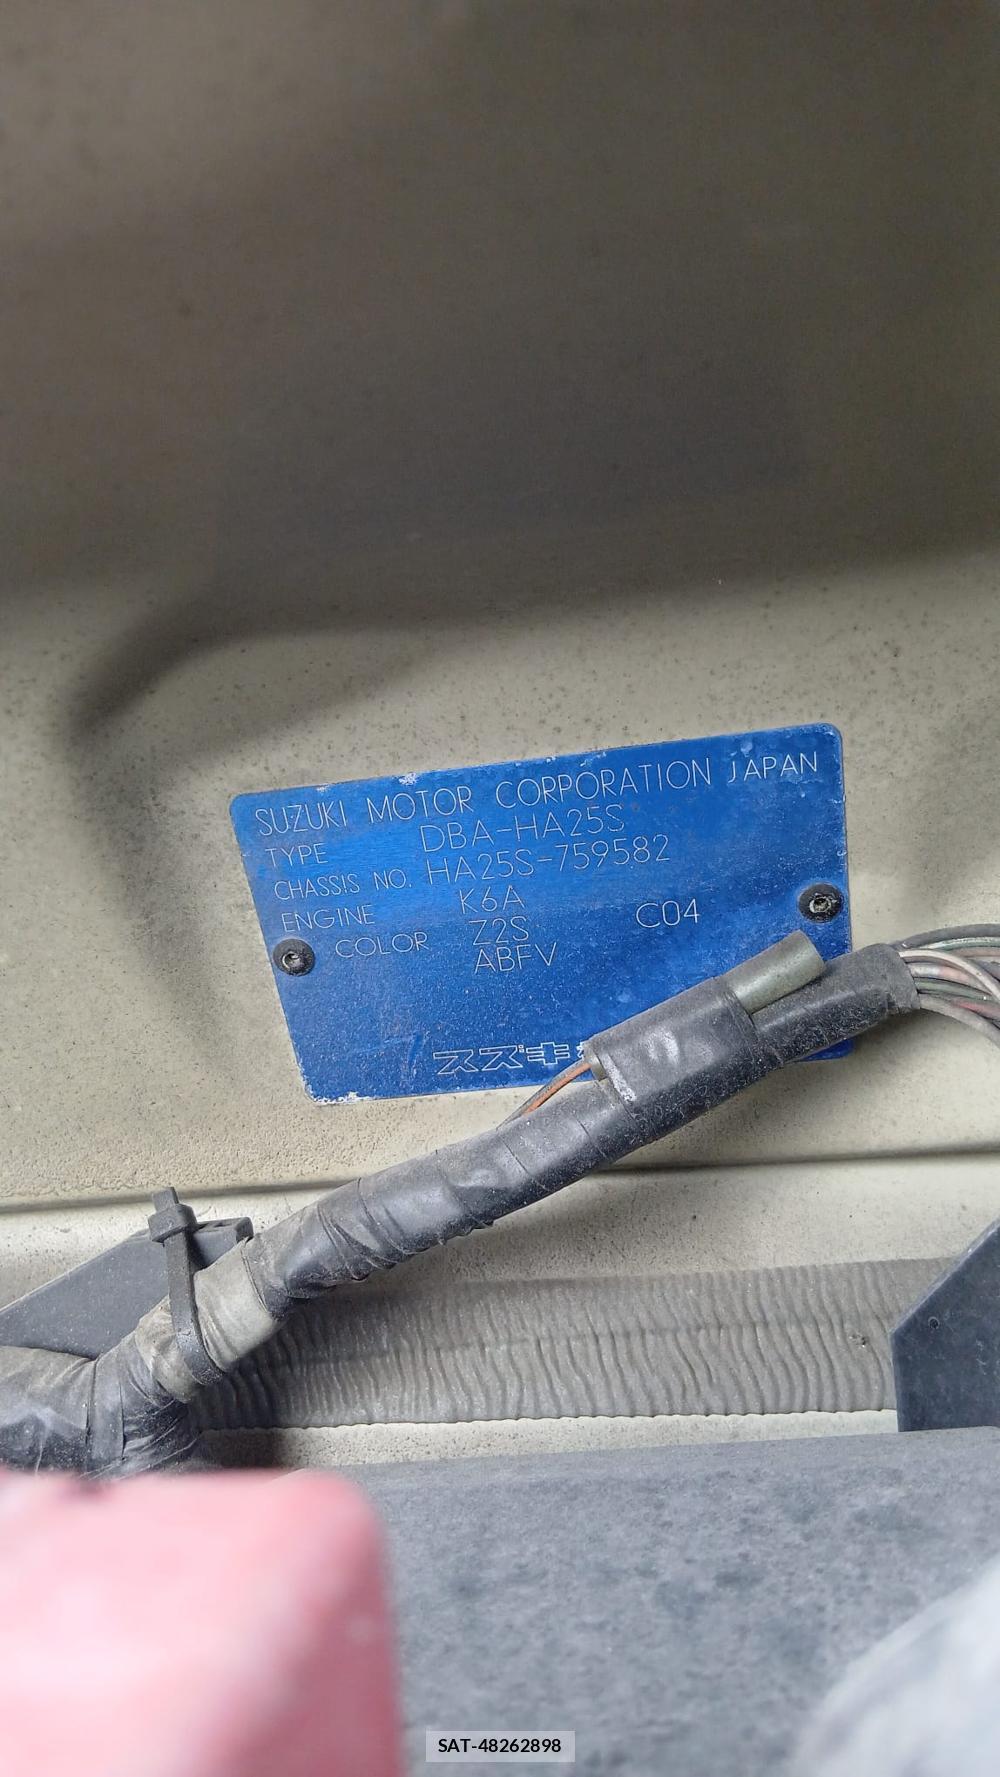 SUZUKI MOTOR CORPORATION JAPAN
TYPE DBA-HA25S
CHASSIS NO. HA25S-759582
ENGINE K6A
COLOR Z2S C04
ABFV
スズキ
SAT-48262898